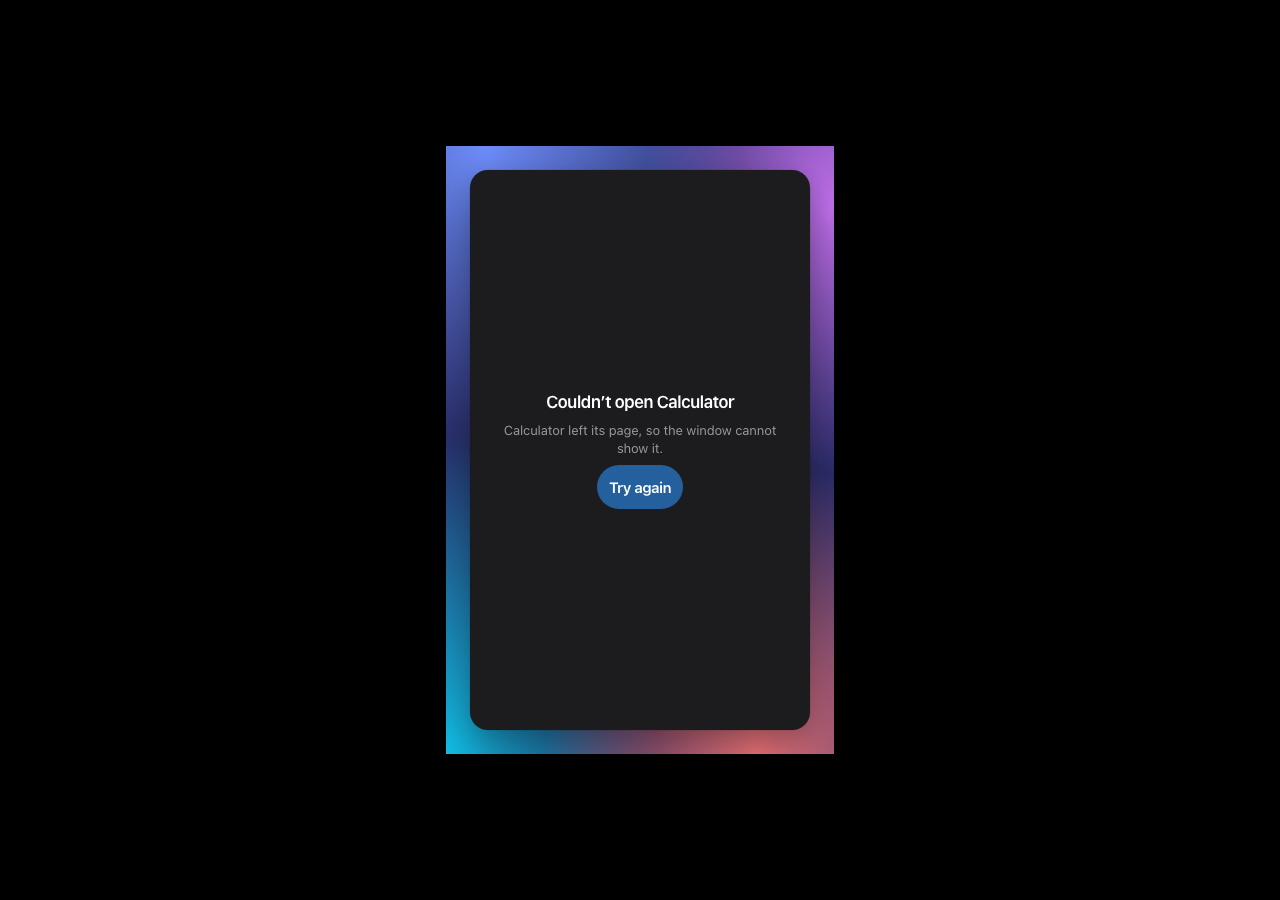 Couldn’t open Calculator
Calculator left its page, so the window cannot
show it.
Try again